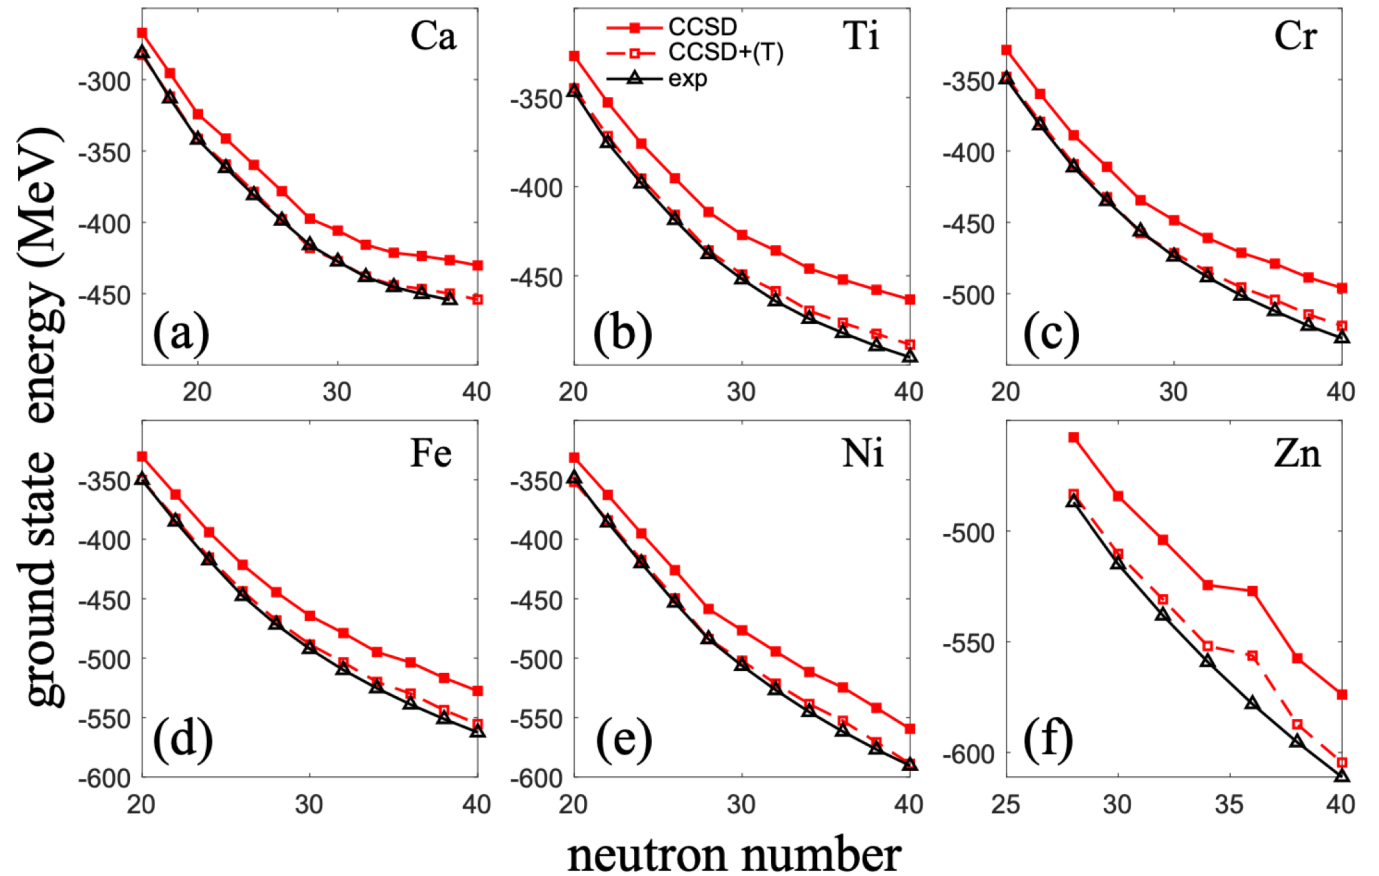 Ca
-300
-350
-400
-450
(a)
20
30
40
CCSD
CCSD+(T)
exp
Ti
-350
-400
-450
(b)
20
30
40
Cr
-350
-400
-450
-500
(c)
20
30
40
ground state energy (MeV)
Fe
-350
-400
-450
-500
-550
-600
(d)
20
30
40
Ni
-350
-400
-450
-500
-550
-600
(e)
20
30
40
Zn
-500
-550
-600
(f)
25
30
35
40
neutron number